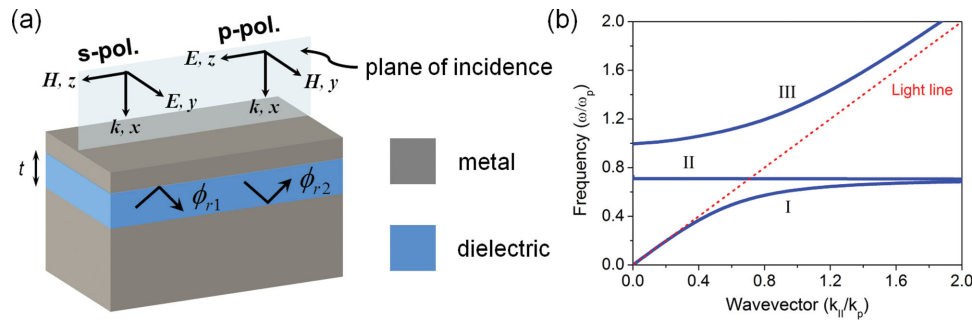 (a)
s-pol.
p-pol.
H, z
E, y
k, x
E, z
H, y
k, x
plane of incidence
t
ϕr1
ϕr2
metal
dielectric
(b)
Frequency (ω/ωp)
2.0
1.6
1.2
0.8
0.4
0.0
III
II
I
Light line
0.0 0.4 0.8 1.2 1.6 2.0
Wavevector (k||/kp)